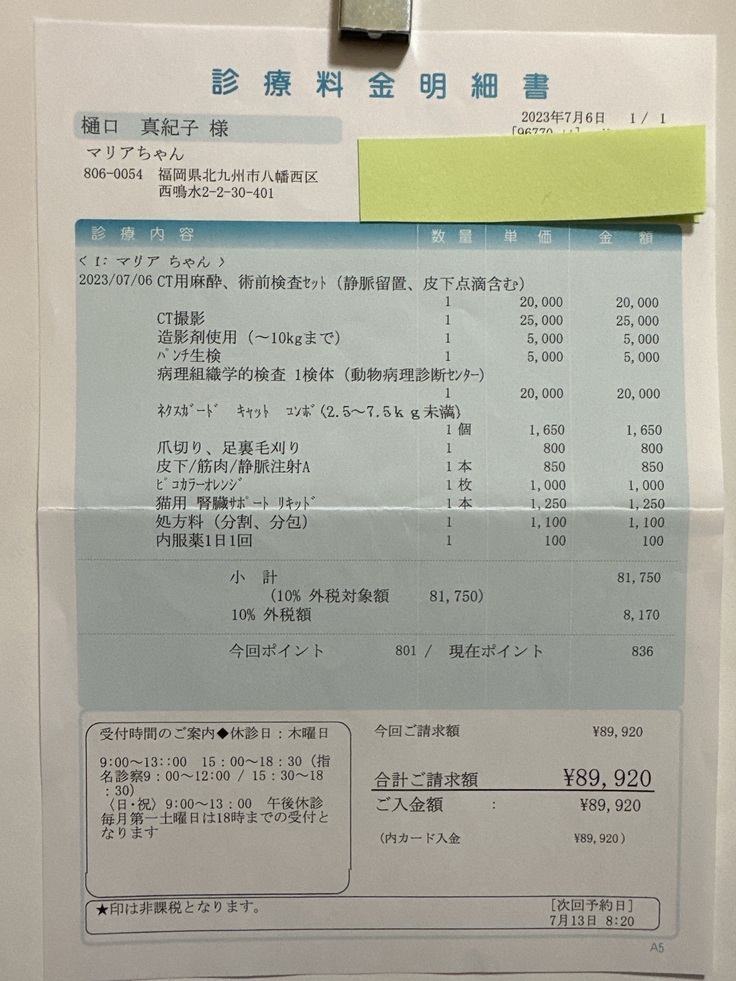 診療料金明細書
樋口 真紀子 様
2023年7月6日 1/ 1
マリアちゃん
806-0054 福岡県北九州市八幡西区
西鳴水2-2-30-401
診療内容 数量 単価 金額
< 1: マリア ちゃん >
2023/07/06 CT用麻酔、術前検査ｾｯﾄ（静脈留置、皮下点滴含む）
1 20,000 20,000
CT撮影 1 25,000 25,000
造影剤使用（～10kgまで） 1 5,000 5,000
ﾊﾟﾝﾁ生検 1 5,000 5,000
病理組織学的検査 1検体（動物病理診断ｾﾝﾀｰ）
1 20,000 20,000
ﾈｸｽｶﾞｰﾄﾞ ｷｬｯﾄ ｺﾝﾎﾞ(2.5～7.5ｋｇ未満)
1 個 1,650 1,650
爪切り、足裏毛刈り 1 800 800
皮下/筋肉/静脈注射A 1 本 850 850
ﾋﾟｺｶﾗｰｵﾚﾝｼﾞ 1 枚 1,000 1,000
猫用 腎臓ｻﾎﾟｰﾄ ﾘｷｯﾄﾞ 1 本 1,250 1,250
処方料（分割、分包） 1 1,100 1,100
内服薬1日1回 1 100 100
小 計 81,750
(10% 外税対象額 81,750)
10% 外税額 8,170
今回ポイント 801 / 現在ポイント 836
受付時間のご案内◆休診日：木曜日
9:00～13::00 15：00～18：30（指
名診察9：00～12:00 / 15：30～18
：30）
〈日・祝〉9:00～13：00 午後休診
毎月第一土曜日は18時までの受付と
なります
今回ご請求額 ¥89,920
合計ご請求額 ¥89,920
ご入金額 : ¥89,920
(内カード入金 ¥89,920)
★印は非課税となります。
[次回予約日]
7月13日 8:20
A5